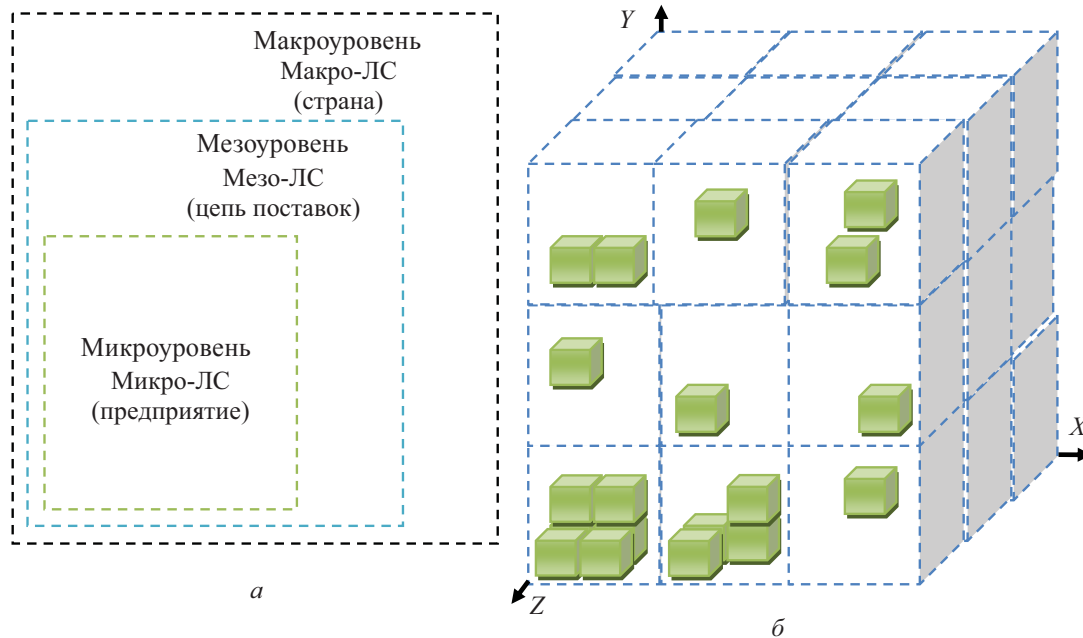 Макроуровень
Макро-ЛС
(страна)
Мезоуровень
Мезо-ЛС
(цепь поставок)
Микроуровень
Микро-ЛС
(предприятие)
а
Y
X
Z
б